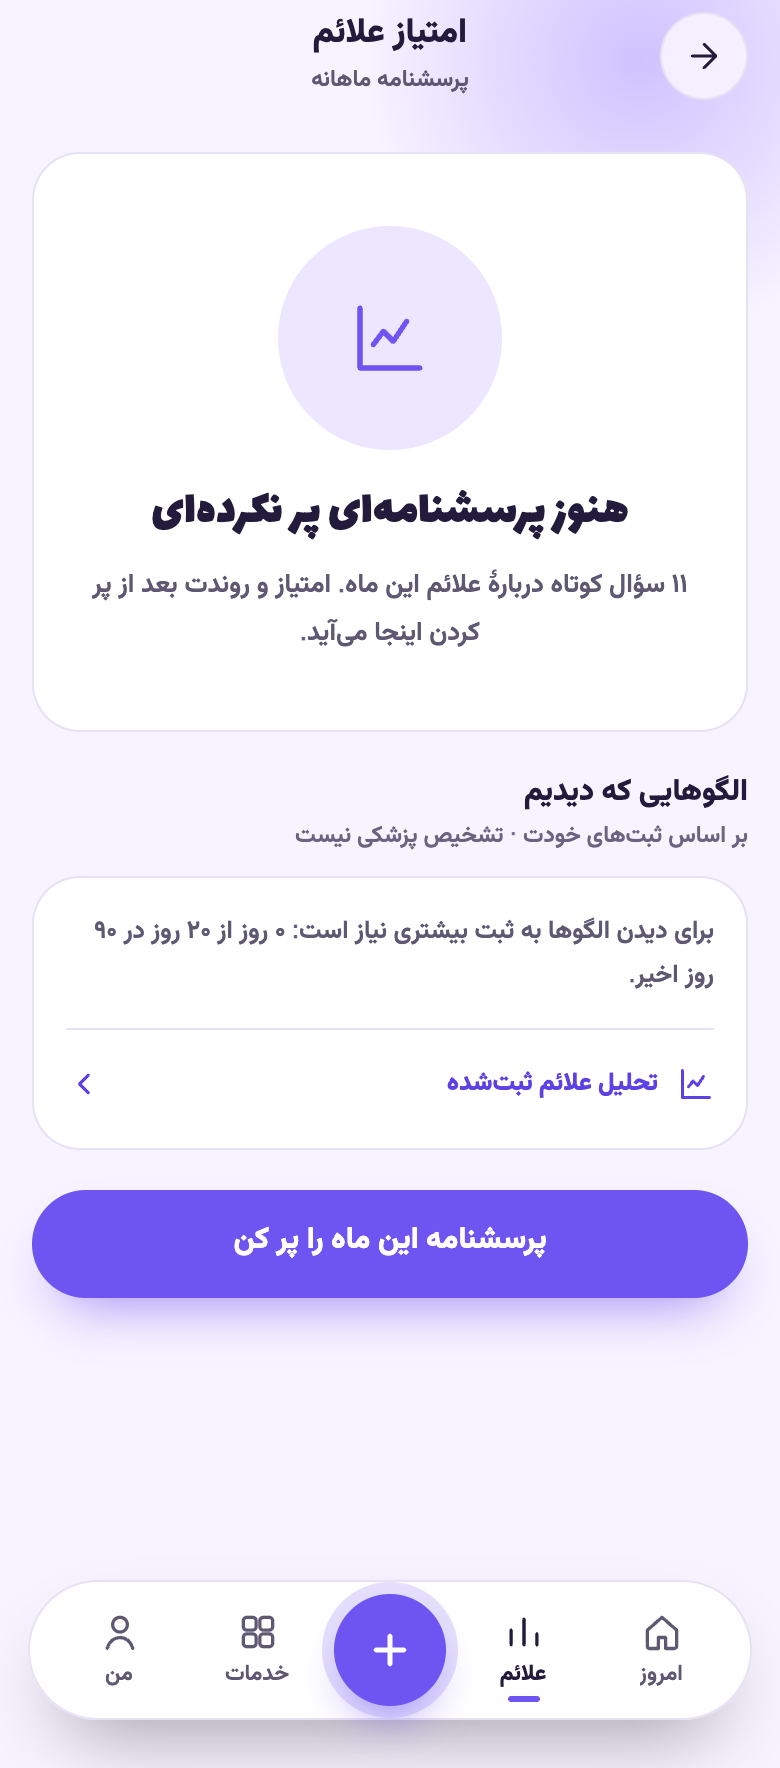 امتیاز علائم
پرسشنامه ماهانه
هنوز پرسشنامه‌ای پر نکرده‌ای
۱۱ سؤال کوتاه دربارهٔ علائم این ماه. امتیاز و روندت بعد از پر
کردن اینجا می‌آید.
الگوهایی که دیدیم
بر اساس ثبت‌های خودت · تشخیص پزشکی نیست
برای دیدن الگوها به ثبت بیشتری نیاز است: ۰ روز از ۲۰ روز در ۹۰
روز اخیر.
تحلیل علائم ثبت‌شده
پرسشنامه این ماه را پر کن
امروز
علائم
خدمات
من